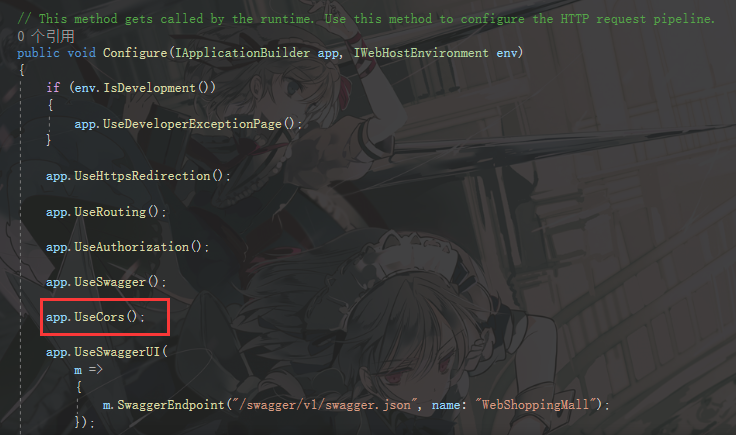 // This method gets called by the runtime. Use this method to configure the HTTP request pipeline.
0 个引用
public void Configure(IApplicationBuilder app, IWebHostEnvironment env)
{
if (env.IsDevelopment())
{
app.UseDeveloperExceptionPage();
}
app.UseHttpsRedirection();
app.UseRouting();
app.UseAuthorization();
app.UseSwagger();
app.UseCors();
app.UseSwaggerUI(
m =>
{
m.SwaggerEndpoint("/swagger/v1/swagger.json", name: "WebShoppingMall");
});